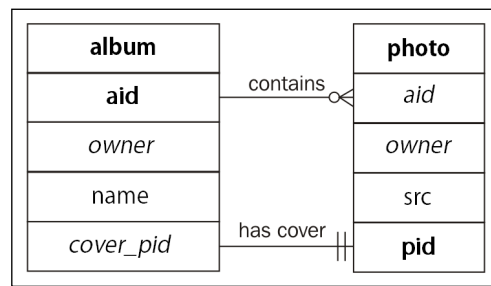 album
aid
owner
name
cover_pid
contains
has cover
photo
aid
owner
src
pid